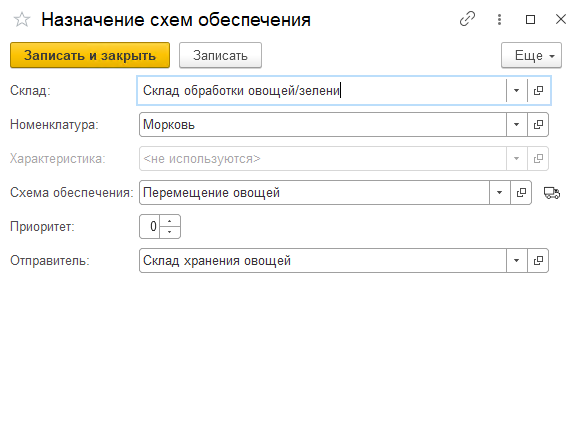 Назначение схем обеспечения
Записать и закрыть Записать Еще
Склад: Склад обработки овощей/зелени
Номенклатура: Морковь
Характеристика: <не используются>
Схема обеспечения: Перемещение овощей
Приоритет: 0
Отправитель: Склад хранения овощей